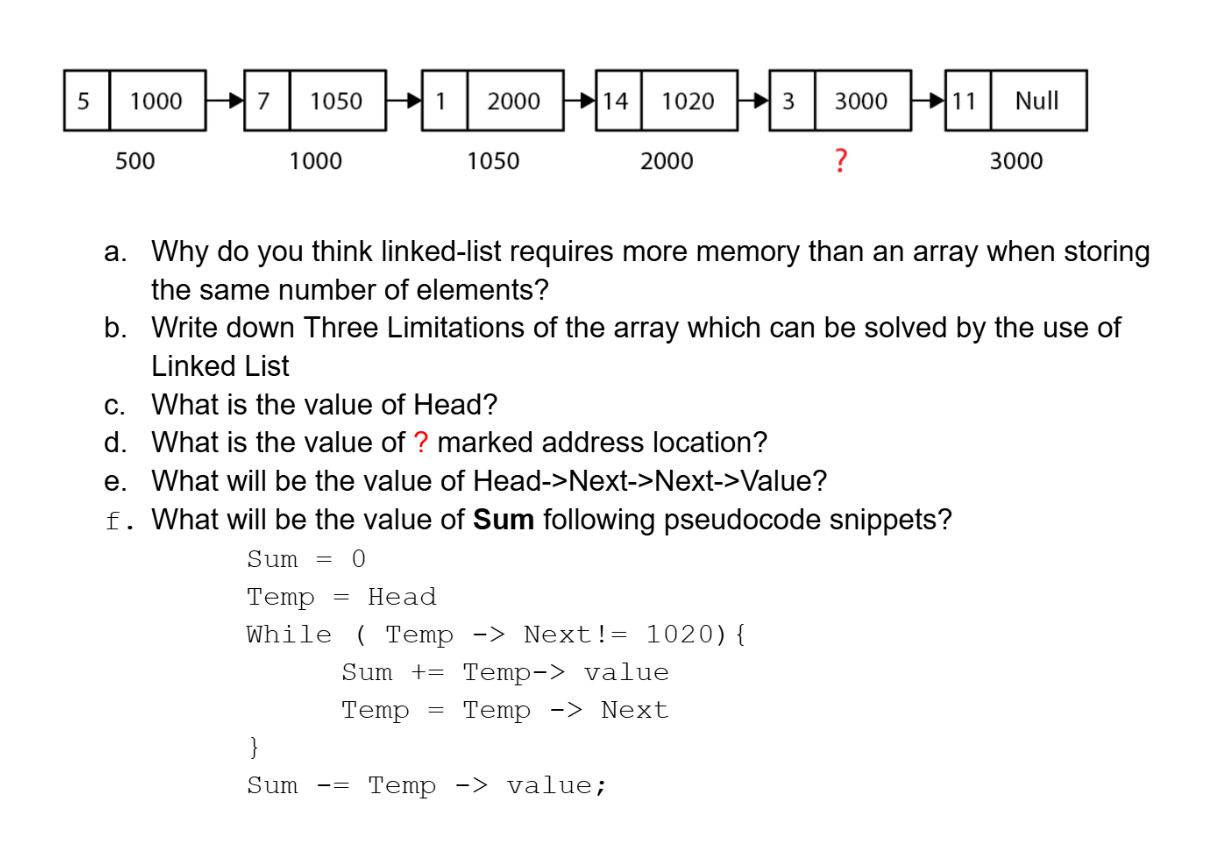 5 1000 7 1050 1 2000 14 1020 3 3000 11 Null
500 1000 1050 2000 ? 3000
a. Why do you think linked-list requires more memory than an array when storing
the same number of elements?
b. Write down Three Limitations of the array which can be solved by the use of
Linked List
c. What is the value of Head?
d. What is the value of ? marked address location?
e. What will be the value of Head->Next->Next->Value?
f. What will be the value of Sum following pseudocode snippets?
Sum = 0
Temp = Head
While ( Temp -> Next!= 1020){
Sum += Temp-> value
Temp = Temp -> Next
}
Sum -= Temp -> value;